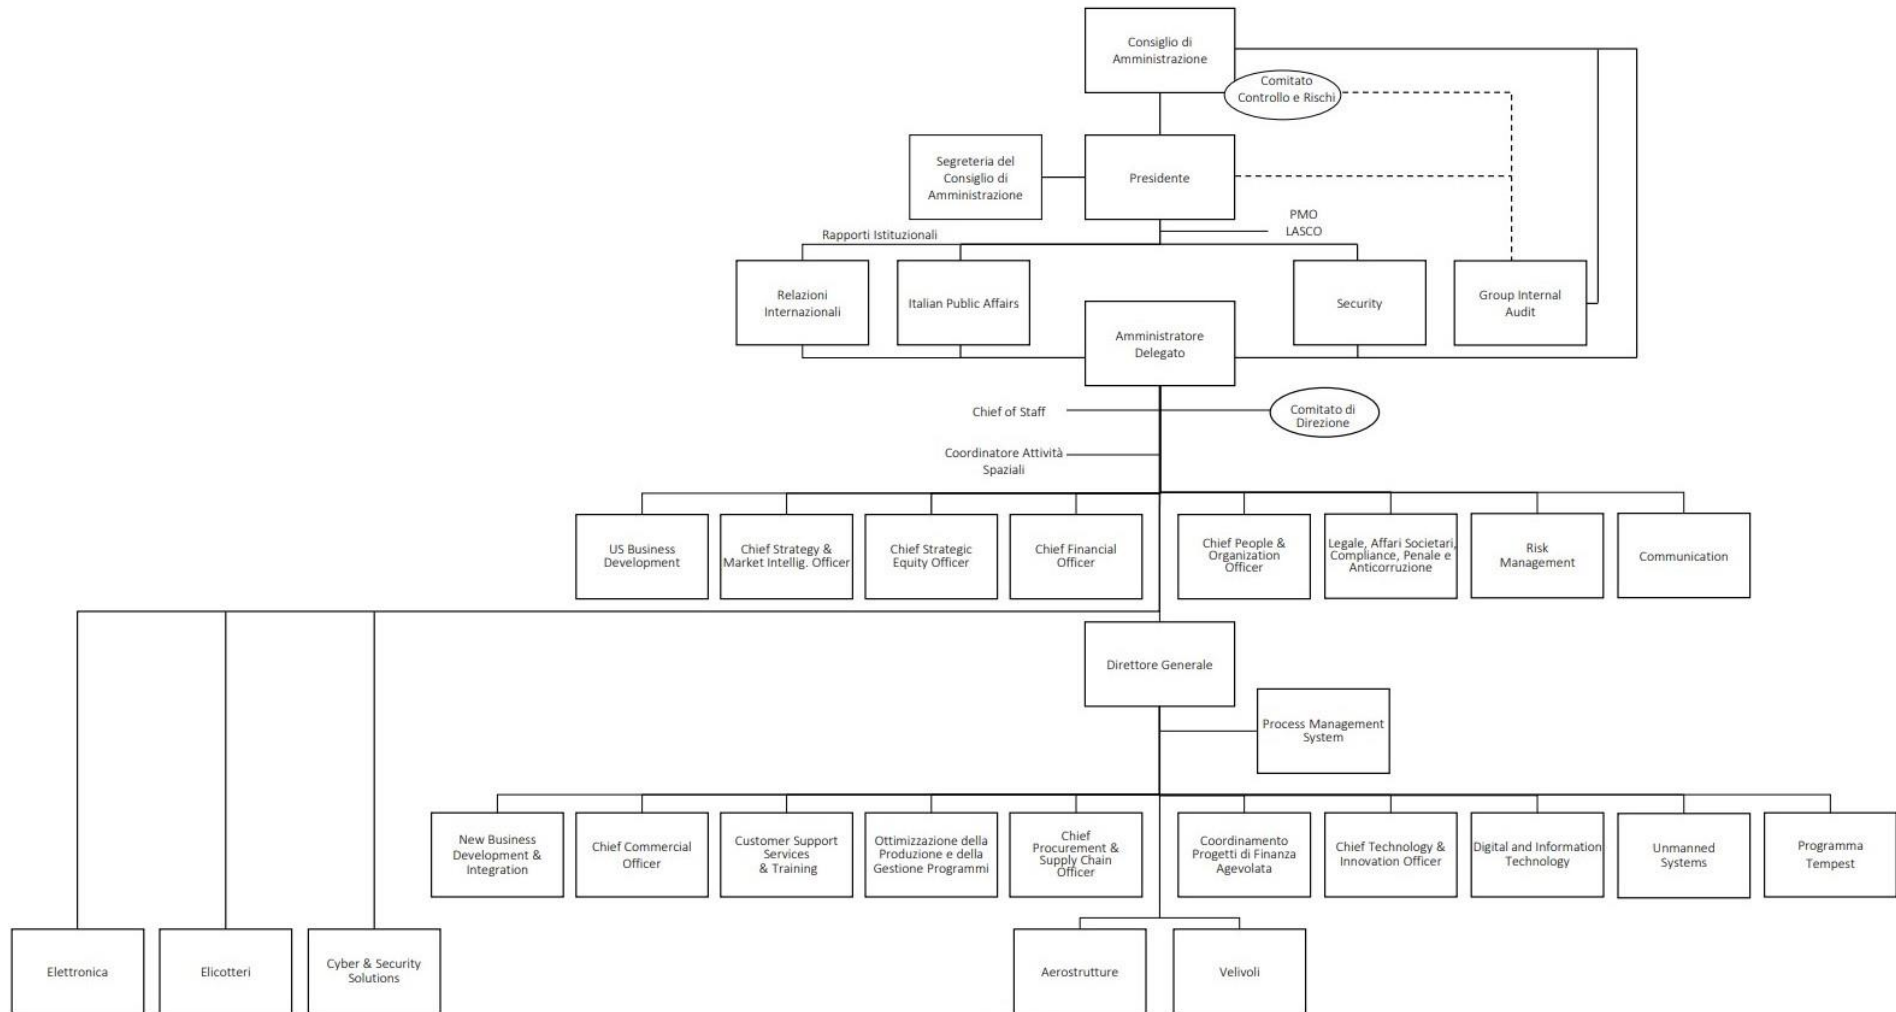 Consiglio di
Amministrazione
Comitato
Controllo e Rischi
Segreteria del
Consiglio di
Amministrazione
Presidente
PMO
LASCO
Rapporti Istituzionali
Relazioni
Internazionali
Italian Public Affairs
Security
Group Internal
Audit
Amministratore
Delegato
Chief of Staff
Comitato di
Direzione
Coordinatore Attività
Spaziali
US Business
Development
Chief Strategy &
Market Intellig. Officer
Chief Strategic
Equity Officer
Chief Financial
Officer
Chief People &
Organization
Officer
Legale, Affari Societari,
Compliance, Penale e
Anticorruzione
Risk
Management
Communication
Direttore Generale
Process Management
System
New Business
Development &
Integration
Chief Commercial
Officer
Customer Support
Services
& Training
Ottimizzazione della
Produzione e della
Gestione Programmi
Chief
Procurement &
Supply Chain
Officer
Coordinamento
Progetti di Finanza
Agevolata
Chief Technology &
Innovation Officer
Digital and Information
Technology
Unmanned
Systems
Programma
Tempest
Elettronica
Elicotteri
Cyber & Security
Solutions
Aerostrutture
Velivoli